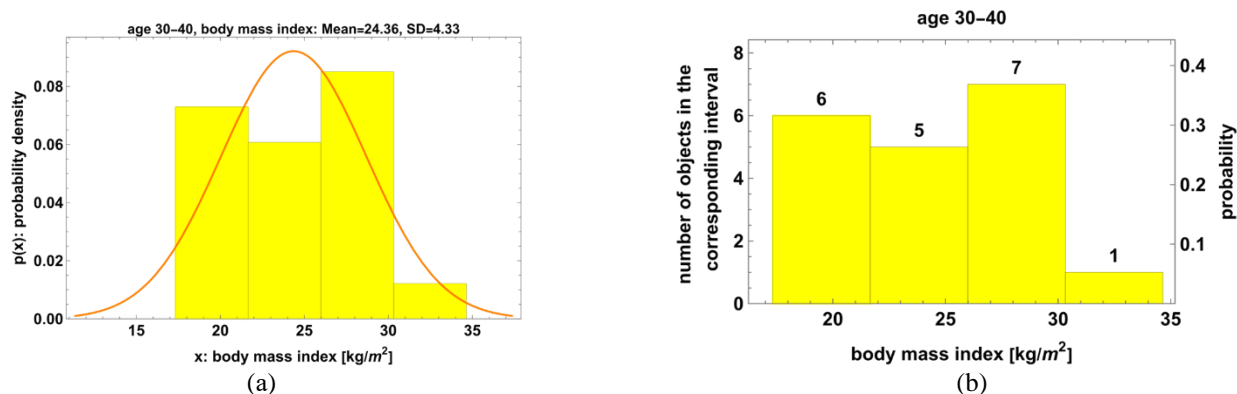 age 30–40, body mass index: Mean=24.36, SD=4.33
p(x): probability density
0.08
0.06
0.04
0.02
0.00
15 20 25 30 35
x: body mass index [kg/m²]
(a)
age 30–40
number of objects in the
corresponding interval
8
6
4
2
0
6
5
7
1
0.4
0.3
0.2
0.1
probability
20 25 30 35
body mass index [kg/m²]
(b)